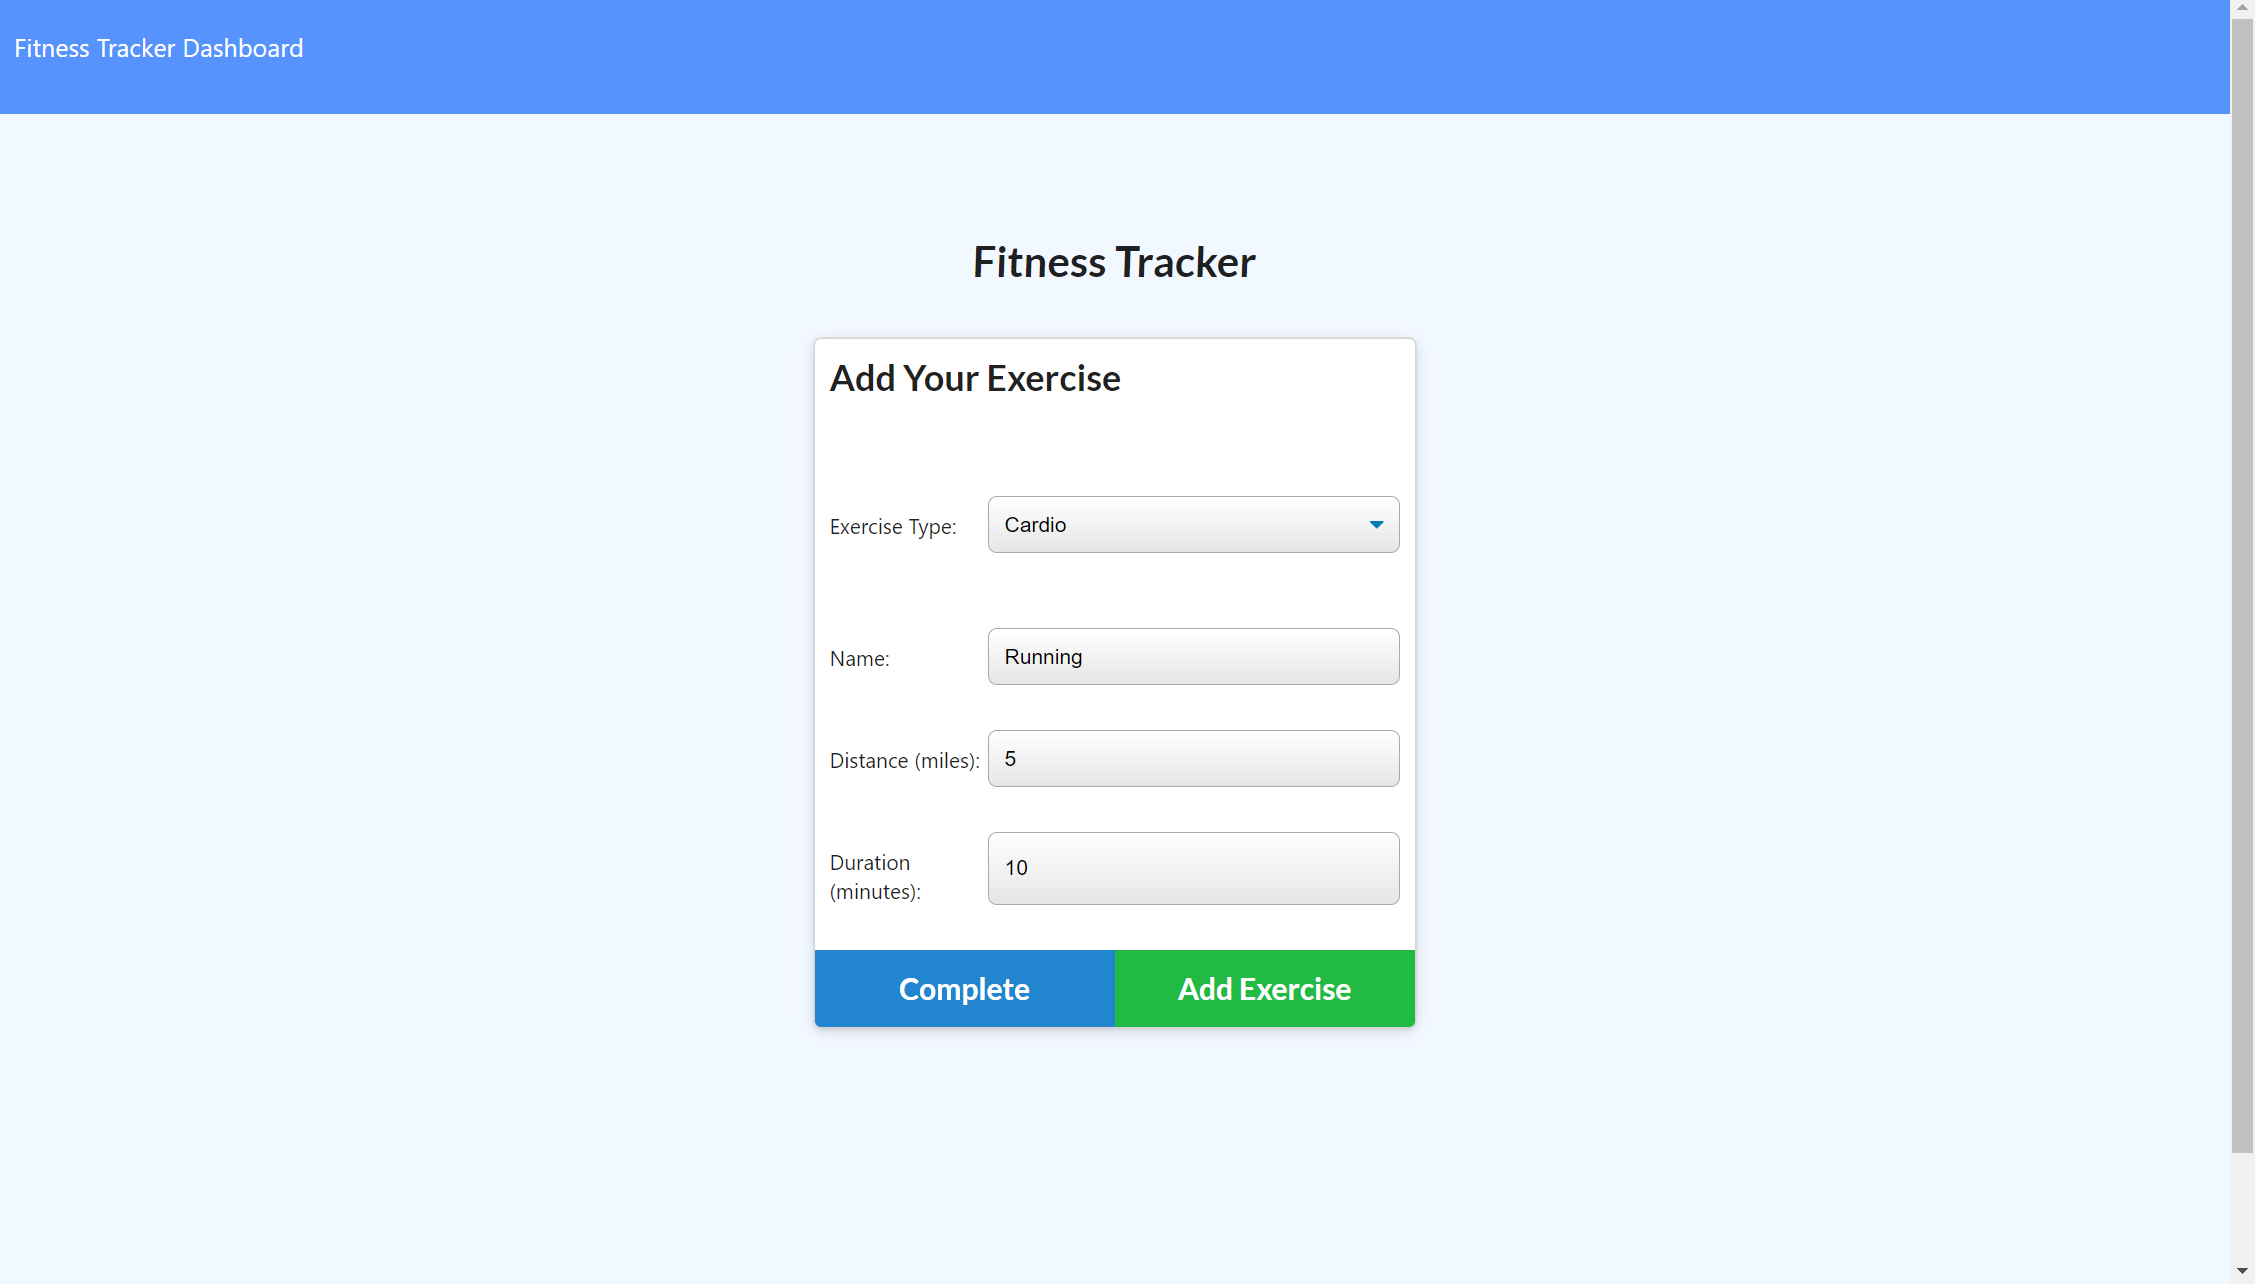 Fitness Tracker Dashboard
Fitness Tracker
Add Your Exercise
Exercise Type: Cardio
Name: Running
Distance (miles): 5
Duration
(minutes): 10
Complete Add Exercise